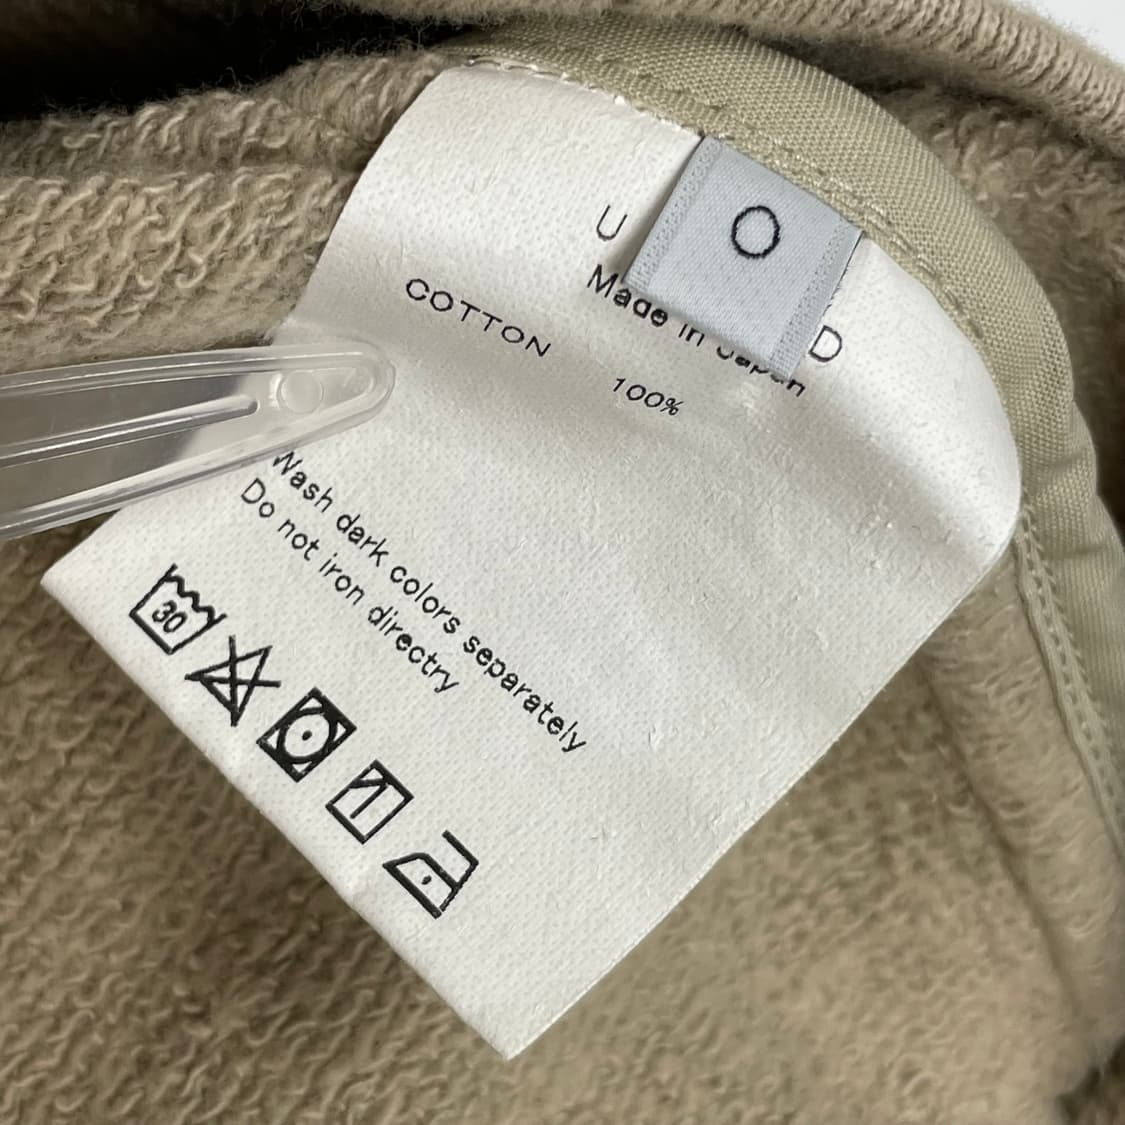 O
U D
Made in Japan
COTTON 100%
Wash dark colors separately
Do not iron directry
30